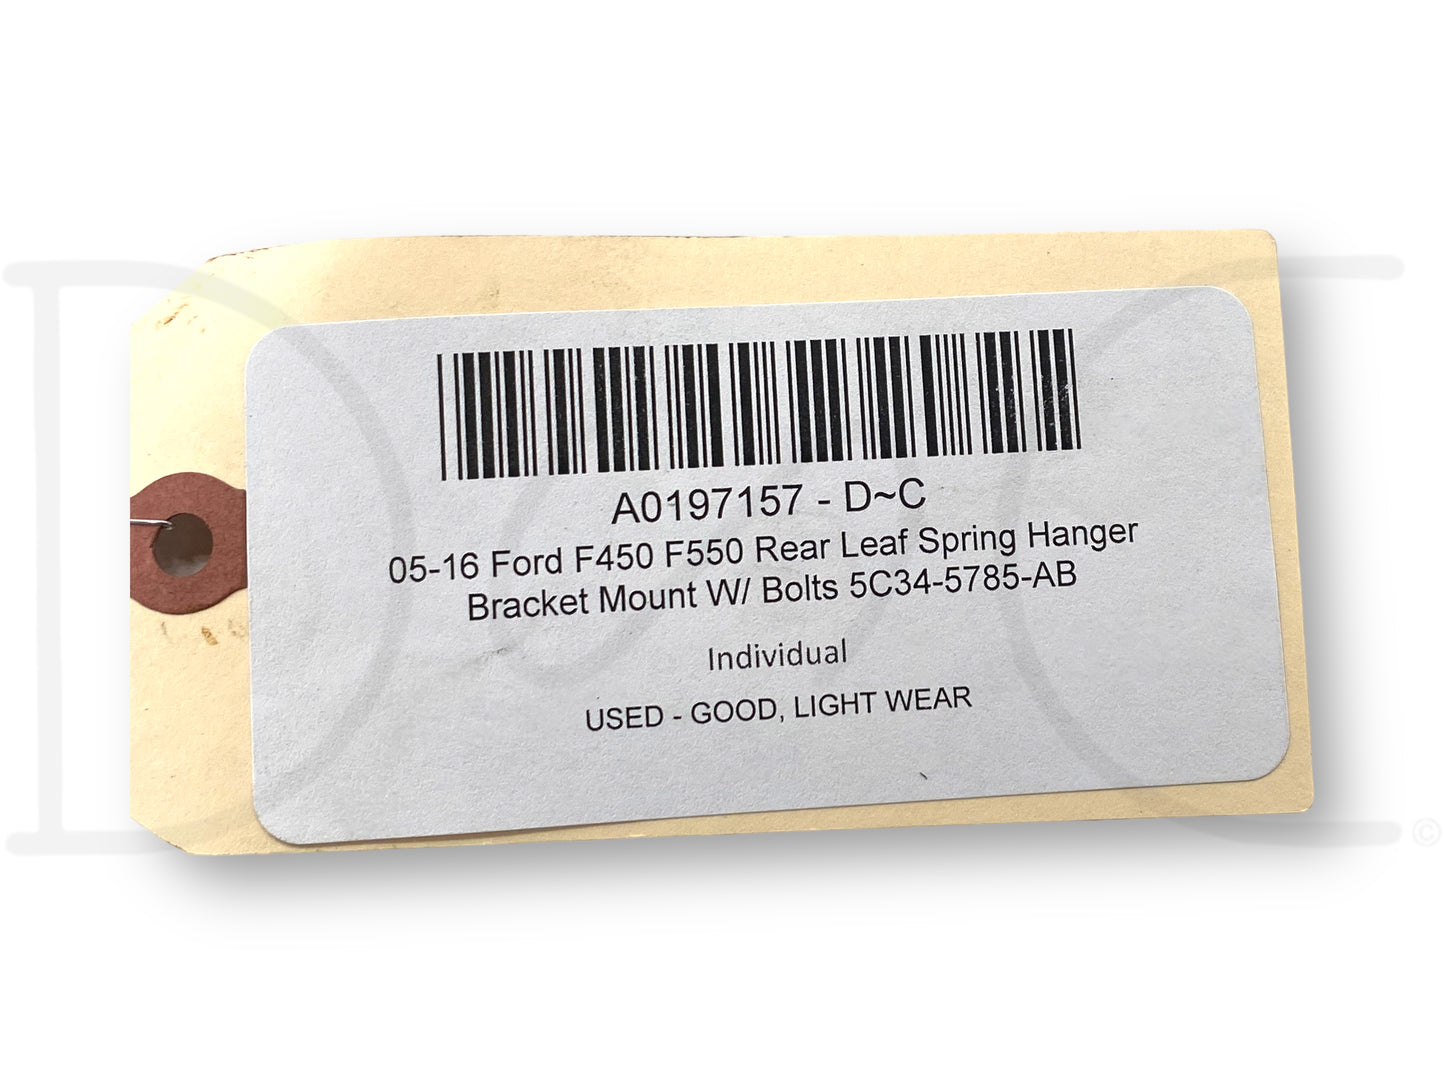 A0197157 - D~C
05-16 Ford F450 F550 Rear Leaf Spring Hanger
Bracket Mount W/ Bolts 5C34-5785-AB
Individual
USED - GOOD, LIGHT WEAR
©